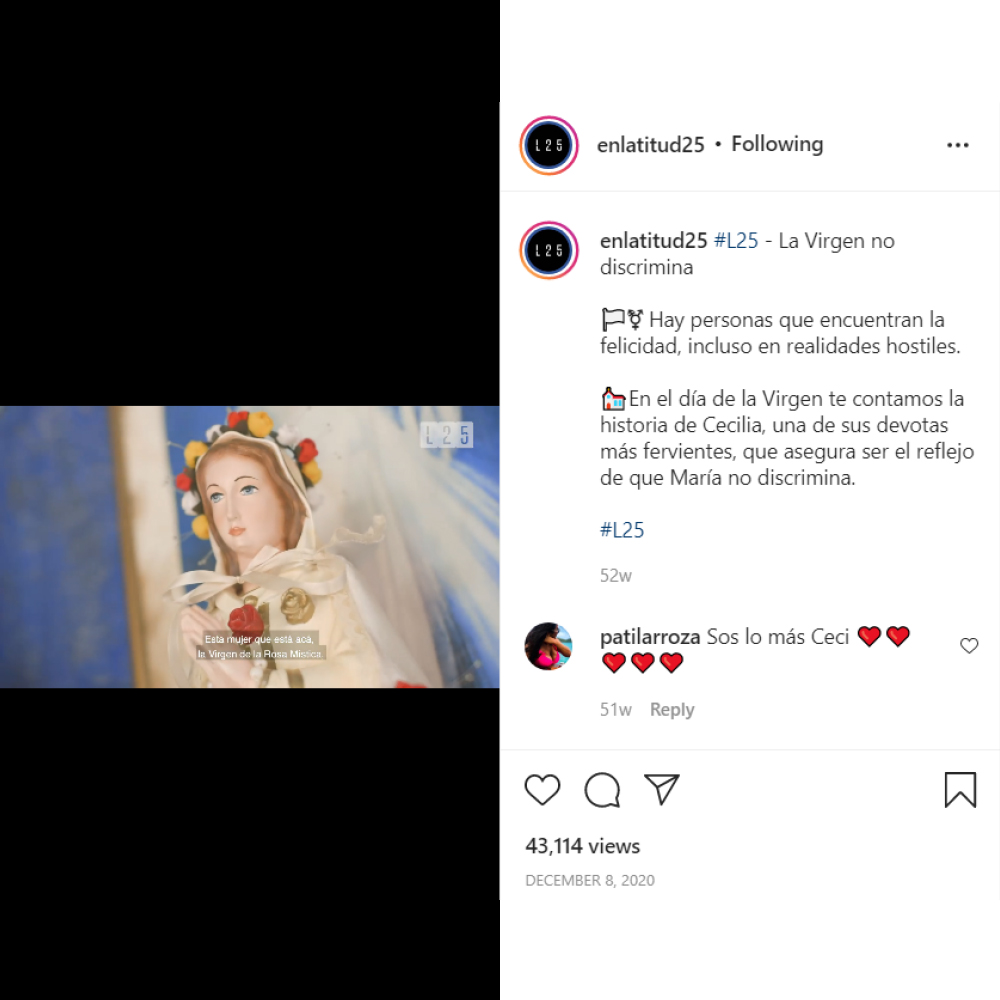 L25
Esta mujer que está acá,
la Virgen de la Rosa Mística.
L25
enlatitud25 • Following
L25
enlatitud25 #L25 - La Virgen no
discrimina
🏳⚧ Hay personas que encuentran la
felicidad, incluso en realidades hostiles.
⛪En el día de la Virgen te contamos la
historia de Cecilia, una de sus devotas
más fervientes, que asegura ser el reflejo
de que María no discrimina.
#L25
52w
patilarroza Sos lo más Ceci ❤❤
❤❤❤
51w Reply
43,114 views
DECEMBER 8, 2020